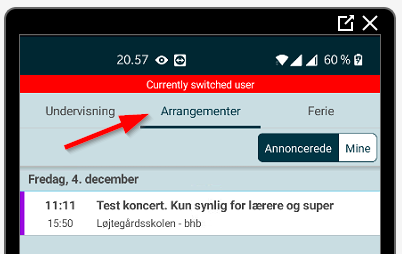 20.57 60 %
Currently switched user
Undervisning Arrangementer Ferie
Annoncerede Mine
Fredag, 4. december
11:11 Test koncert. Kun synlig for lærere og super
15:50 Løjtegårdsskolen - bhb